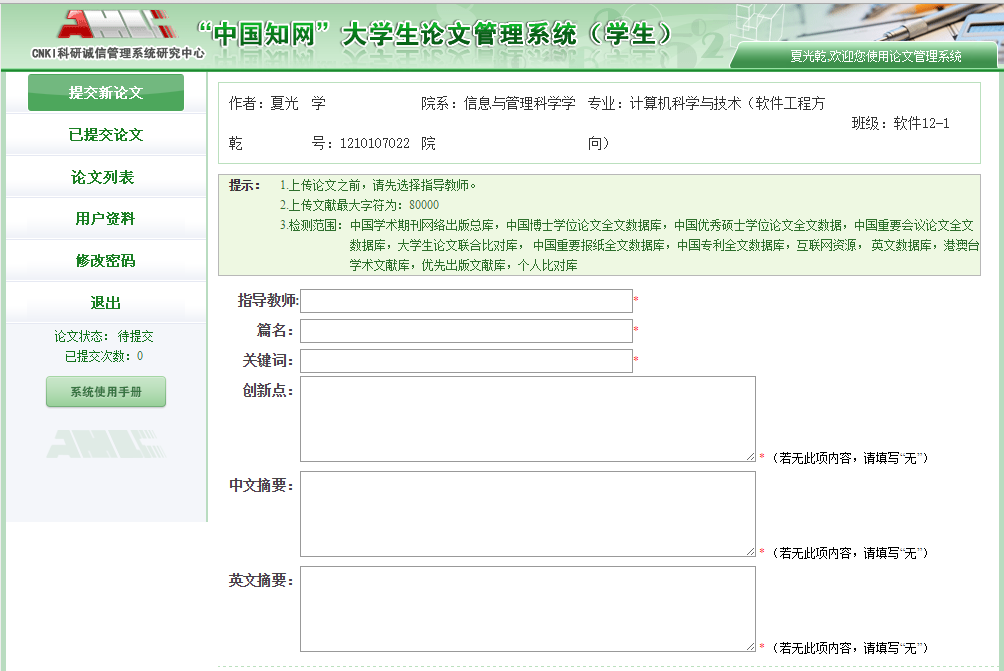 AMLC
CNKI科研诚信管理系统研究中心
“中国知网”大学生论文管理系统（学生）
夏光乾,欢迎您使用论文管理系统
提交新论文
已提交论文
论文列表
用户资料
修改密码
退出
论文状态： 待提交
已提交次数：0
系统使用手册
AMLC
作者：夏光 学 院系：信息与管理科学学 专业：计算机科学与技术（软件工程方
班级：软件12-1
乾 号：1210107022 院 向）
提示： 1.上传论文之前，请先选择指导教师。
2.上传文献最大字符为：80000
3.检测范围：中国学术期刊网络出版总库，中国博士学位论文全文数据库，中国优秀硕士学位论文全文数据，中国重要会议论文全文
数据库，大学生论文联合比对库， 中国重要报纸全文数据库，中国专利全文数据库，互联网资源， 英文数据库，港澳台
学术文献库，优先出版文献库，个人比对库
指导教师: *
篇名： *
关键词： *
创新点：
* （若无此项内容，请填写“无”）
中文摘要：
* （若无此项内容，请填写“无”）
英文摘要：
* （若无此项内容，请填写“无”）